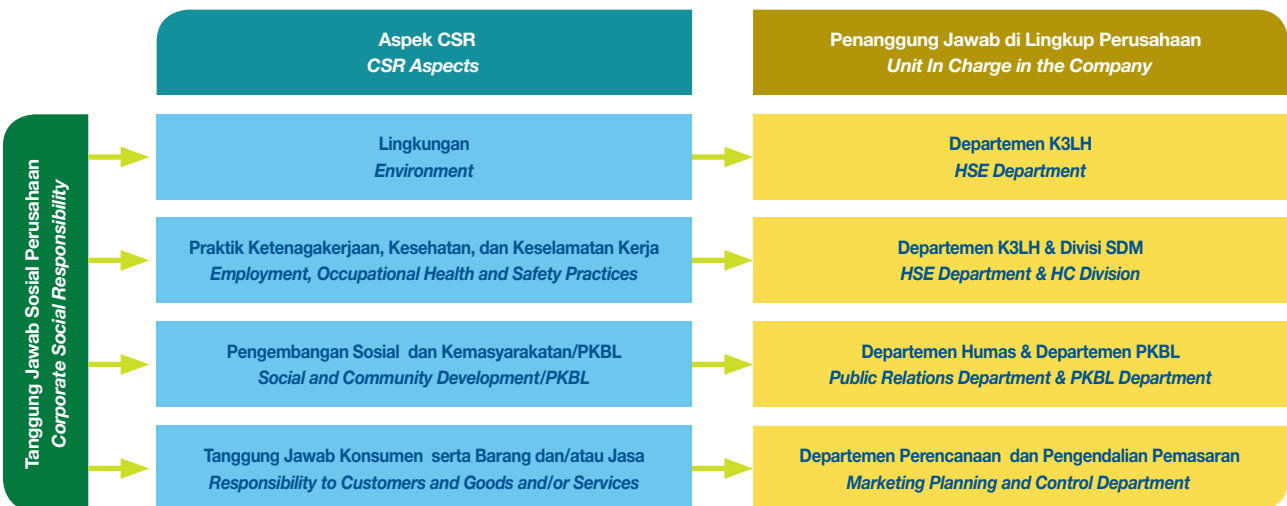 Aspek CSR
CSR Aspects
Penanggung Jawab di Lingkup Perusahaan
Unit In Charge in the Company
Tanggung Jawab Sosial Perusahaan
Corporate Social Responsibility
Lingkungan
Environment
Departemen K3LH
HSE Department
Praktik Ketenagakerjaan, Kesehatan, dan Keselamatan Kerja
Employment, Occupational Health and Safety Practices
Departemen K3LH & Divisi SDM
HSE Department & HC Division
Pengembangan Sosial dan Kemasyarakatan/PKBL
Social and Community Development/PKBL
Departemen Humas & Departemen PKBL
Public Relations Department & PKBL Department
Tanggung Jawab Konsumen serta Barang dan/atau Jasa
Responsibility to Customers and Goods and/or Services
Departemen Perencanaan dan Pengendalian Pemasaran
Marketing Planning and Control Department